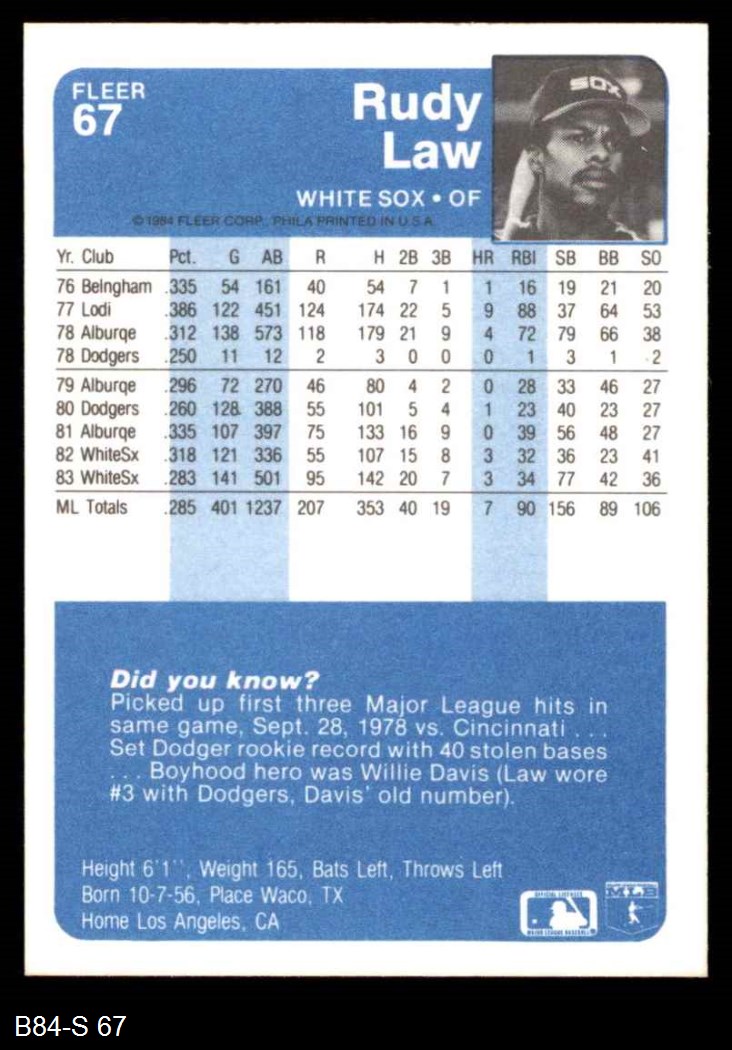 FLEER
67
Rudy
Law
WHITE SOX • OF
SOX
© 1984 FLEER CORP., PHILA PRINTED IN U.S.A.
Yr. Club Pct. G AB R H 2B 3B HR RBI SB BB SO
76 Belngham .335 54 161 40 54 7 1 1 16 19 21 20
77 Lodi .386 122 451 124 174 22 5 9 88 37 64 53
78 Alburqe .312 138 573 118 179 21 9 4 72 79 66 38
78 Dodgers .250 11 12 2 3 0 0 0 1 3 1 2
79 Alburqe .296 72 270 46 80 4 2 0 28 33 46 27
80 Dodgers .260 128 388 55 101 5 4 1 23 40 23 27
81 Alburqe .335 107 397 75 133 16 9 0 39 56 48 27
82 WhiteSx .318 121 336 55 107 15 8 3 32 36 23 41
83 WhiteSx .283 141 501 95 142 20 7 3 34 77 42 36
ML Totals .285 401 1237 207 353 40 19 7 90 156 89 106
Did you know?
Picked up first three Major League hits in
same game, Sept. 28, 1978 vs. Cincinnati . . .
Set Dodger rookie record with 40 stolen bases
. . . Boyhood hero was Willie Davis (Law wore
#3 with Dodgers, Davis' old number).
Height 6'1'', Weight 165, Bats Left, Throws Left
Born 10-7-56, Place Waco, TX
Home Los Angeles, CA
MAJOR LEAGUE BASEBALL
B84-S 67